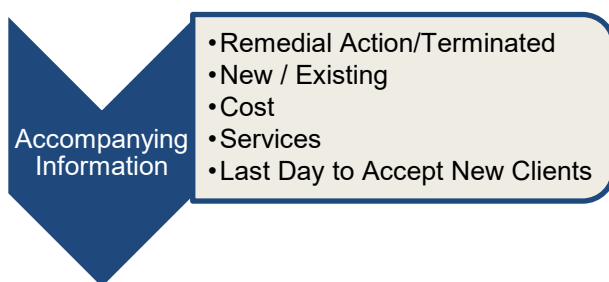 Accompanying
Information
•Remedial Action/Terminated
•New / Existing
•Cost
•Services
•Last Day to Accept New Clients